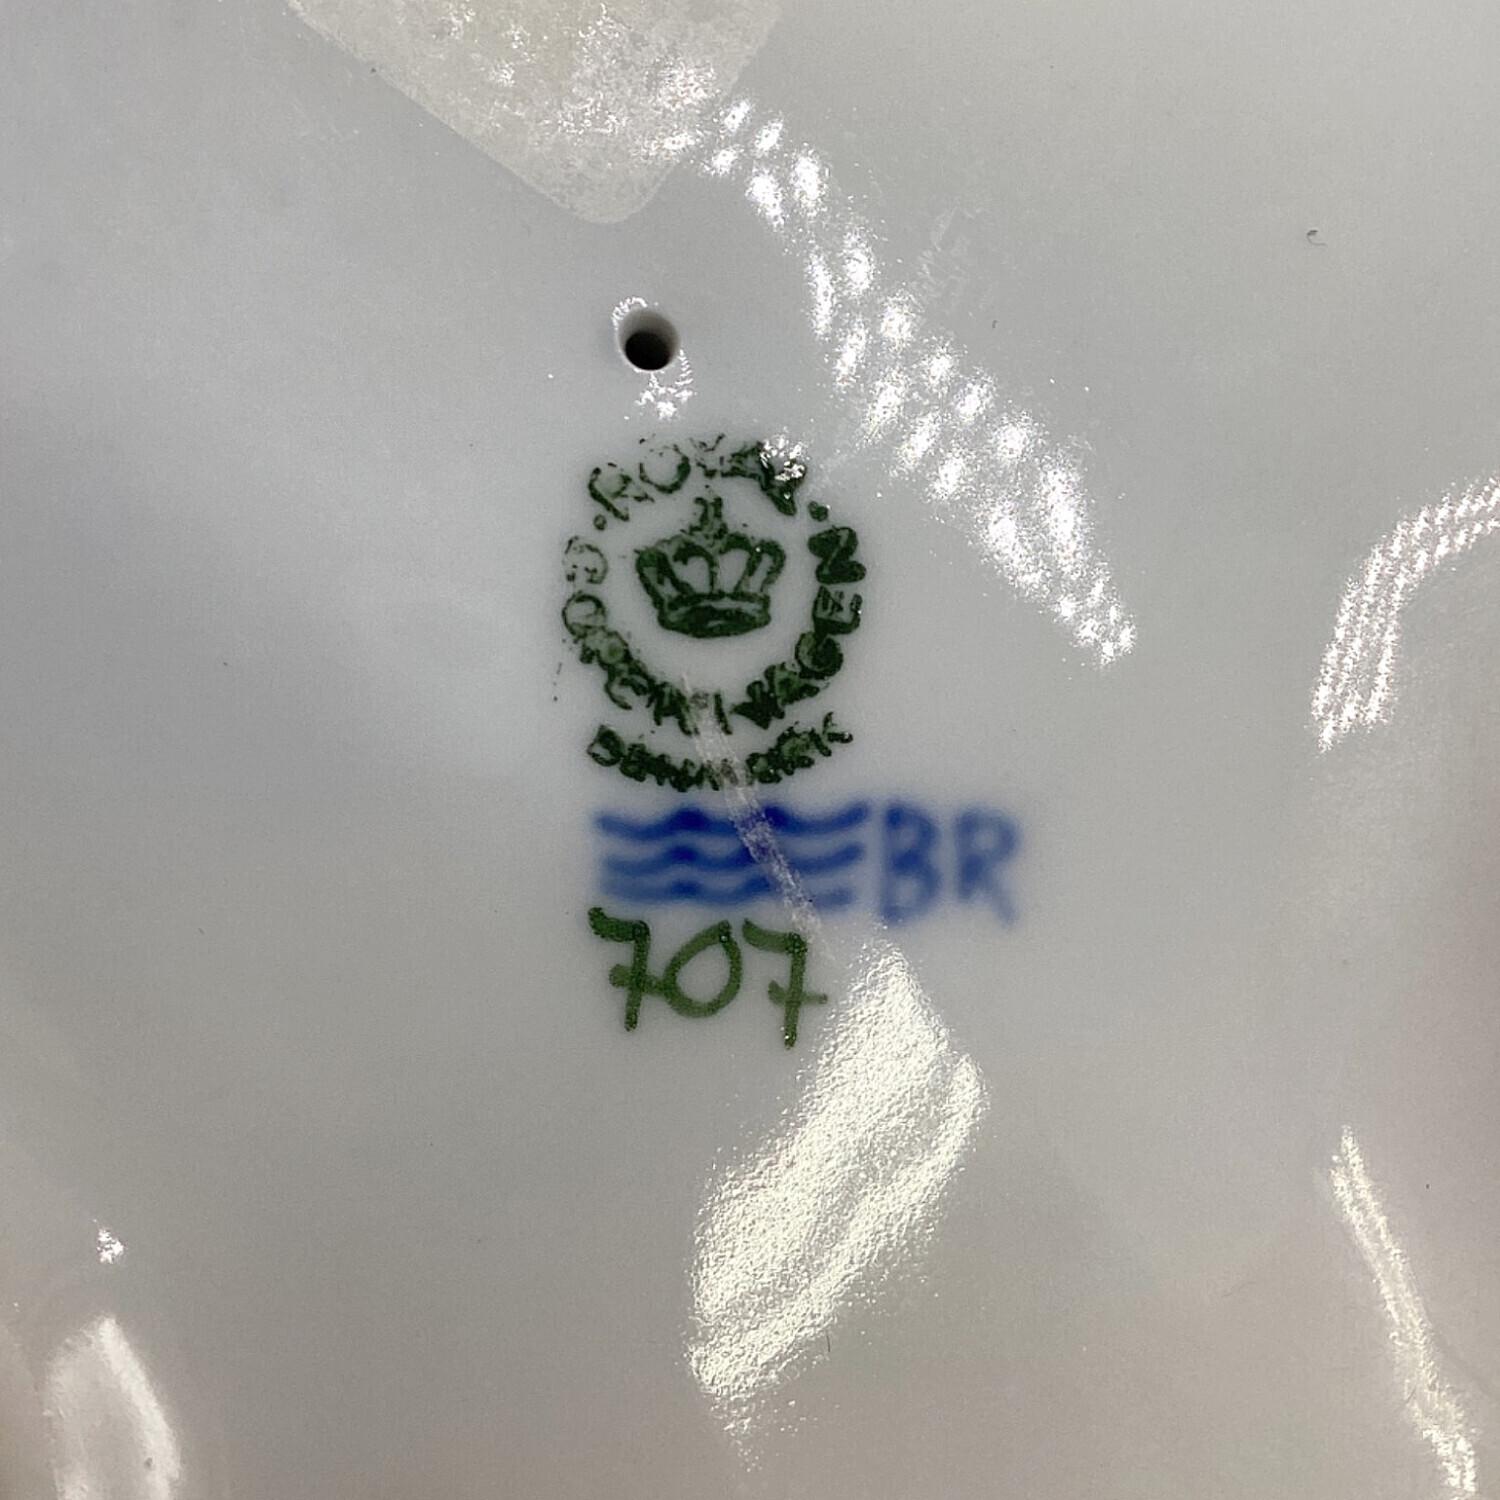 ROYAL COPENHAGEN
DENMARK
BR
707